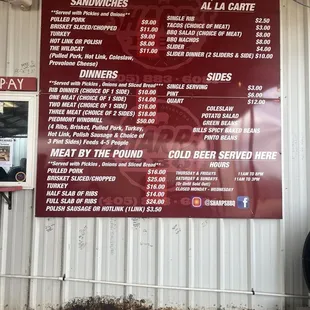 SANDWICHES
**Served with Pickles and Onions**
PULLED PORK $9.00
BRISKET SLICED/CHOPPED $11.00
TURKEY $9.00
HOT LINK OR POLISH $8.00
THE WILDCAT $11.00
(Pulled Pork, Hot Link, Coleslaw,
Provolone Cheese)
DINNERS
**Served with Pickles, Onions and Sliced Bread**
RIB DINNER (CHOICE OF 1 SIDE) $10.00
ONE MEAT (CHOICE OF 1 SIDE) $14.00
TWO MEAT (CHOICE OF 1 SIDE) $16.00
THREE MEAT (CHOICE OF 2 SIDES) $18.00
PIEDMONT WINDMILL $50.00
(4 Ribs, Brisket, Pulled Pork, Turkey,
Hot Link, Polish Sausage & Choice of
3 Pint Sides) Feeds 4-5 People
MEAT BY THE POUND
**Served with Pickles, Onions and Sliced Bread**
PULLED PORK $16.00
BRISKET SLICED/CHOPPED $25.00
TURKEY $16.00
HALF SLAB OF RIBS $14.00
FULL SLAB OF RIBS $24.00
POLISH SAUSAGE OR HOTLINK (1LINK) $3.50
AL LA CARTE
SINGLE RIB $2.50
TACOS (CHOICE OF MEAT) $3.00
BBQ SALAD (CHOICE OF MEAT)
BBQ NACHOS
SLIDER $4.00
SLIDER DINNER (2 SLIDERS & SIDE) $10.00
SIDES
SINGLE SERVING $3.00
PINT $6.00
QUART $12.00
COLESLAW
POTATO SALAD
GREEN BEANS
BILLS SPICY BAKED BEANS
PINTO BEANS
COLD BEER SERVED HERE
HOURS
THURSDAY & FRIDAYS 11AM TO 8PM
SATURDAY & SUNDAYS 11AM TO 3PM
(Or Until Sold Out)
CLOSED MONDAY - WEDNESDAY
@SHARPSBBQ
PAY